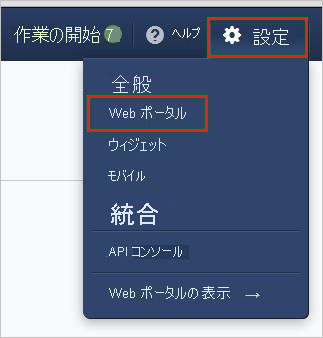 作業の開始 7 ? ヘルプ 設定
全般
Web ポータル
ウィジェット
モバイル
統合
API コンソール
Web ポータルの表示 →